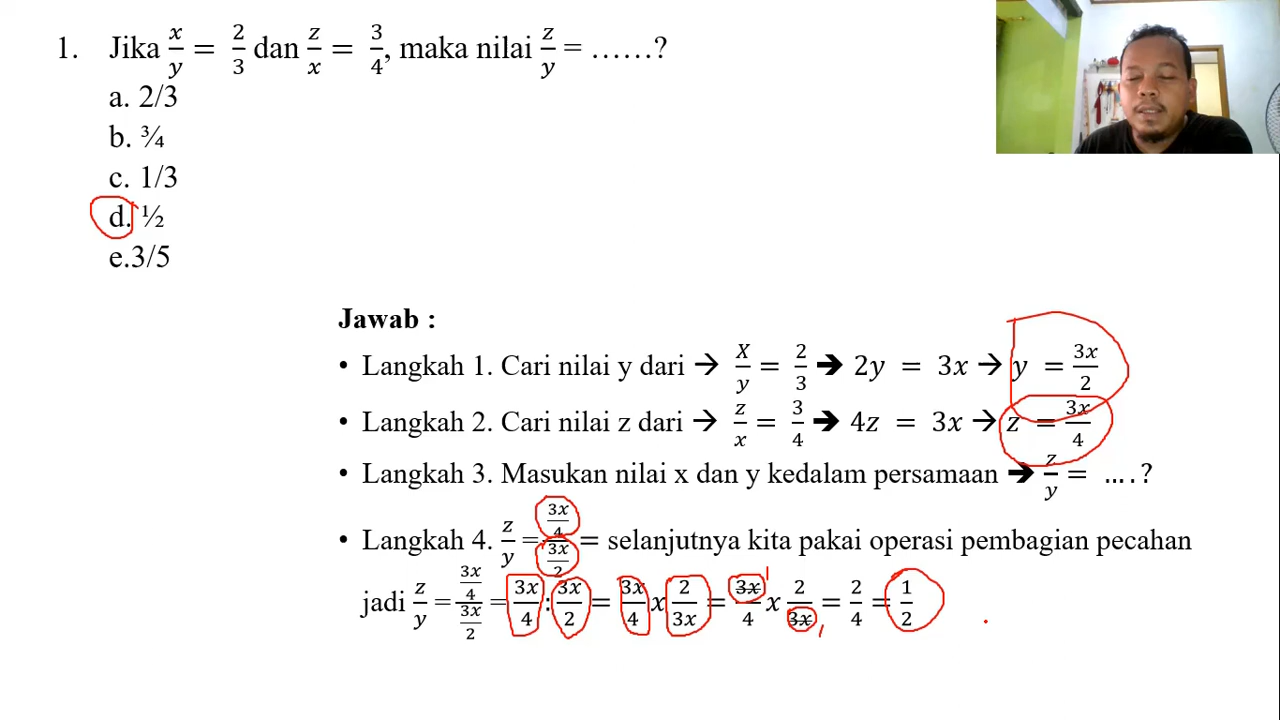 1. Jika x/y = 2/3 dan z/x = 3/4, maka nilai z/y = ……?
a. 2/3
b. ¾
c. 1/3
d. ½
e.3/5
Jawab :
• Langkah 1. Cari nilai y dari → X/y = 2/3 → 2y = 3x → y = 3x/2
• Langkah 2. Cari nilai z dari → z/x = 3/4 → 4z = 3x → z = 3x/4
• Langkah 3. Masukan nilai x dan y kedalam persamaan → z/y = ….?
• Langkah 4. z/y = (3x/4)/(3x/2) = selanjutnya kita pakai operasi pembagian pecahan
jadi z/y = (3x/4)/(3x/2) = 3x/4 : 3x/2 = 3x/4 x 2/3x = 3x/4 x 2/3x = 2/4 = 1/2